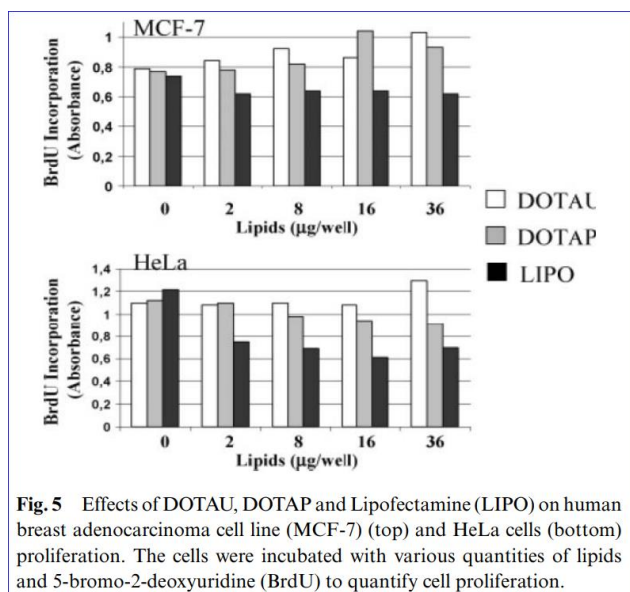 MCF-7
BrdU Incorporation
(Absorbance)
1
0,8
0,6
0,4
0,2
0
0 2 8 16 36
Lipids (µg/well)
DOTAU
DOTAP
LIPO
HeLa
BrdU Incorporation
(Absorbance)
1,4
1,2
1
0,8
0,6
0,4
0,2
0
0 2 8 16 36
Lipids (µg/well)
Fig. 5 Effects of DOTAU, DOTAP and Lipofectamine (LIPO) on human
breast adenocarcinoma cell line (MCF-7) (top) and HeLa cells (bottom)
proliferation. The cells were incubated with various quantities of lipids
and 5-bromo-2-deoxyuridine (BrdU) to quantify cell proliferation.